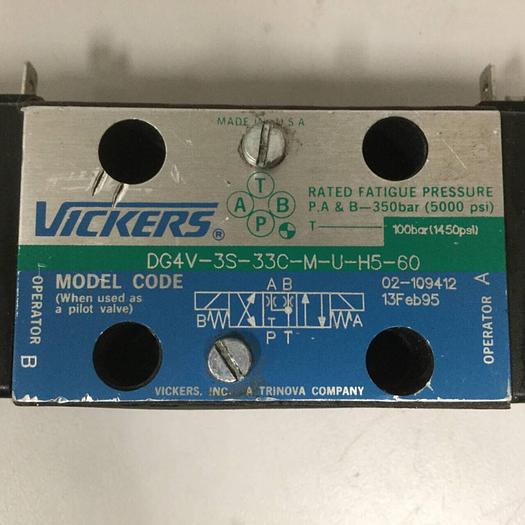 MADE IN U.S.A
T
A B
P
VICKERS®
RATED FATIGUE PRESSURE
P.A & B-350bar (5000 psi)
T 100bar(1450psi)
DG4V-3S-33C-M-U-H5-60
MODEL CODE
(When used as
a pilot valve)
02-109412
13Feb95
OPERATOR B
OPERATOR A
A B
B A
T
P T
VICKERS, INC. A TRINOVA COMPANY